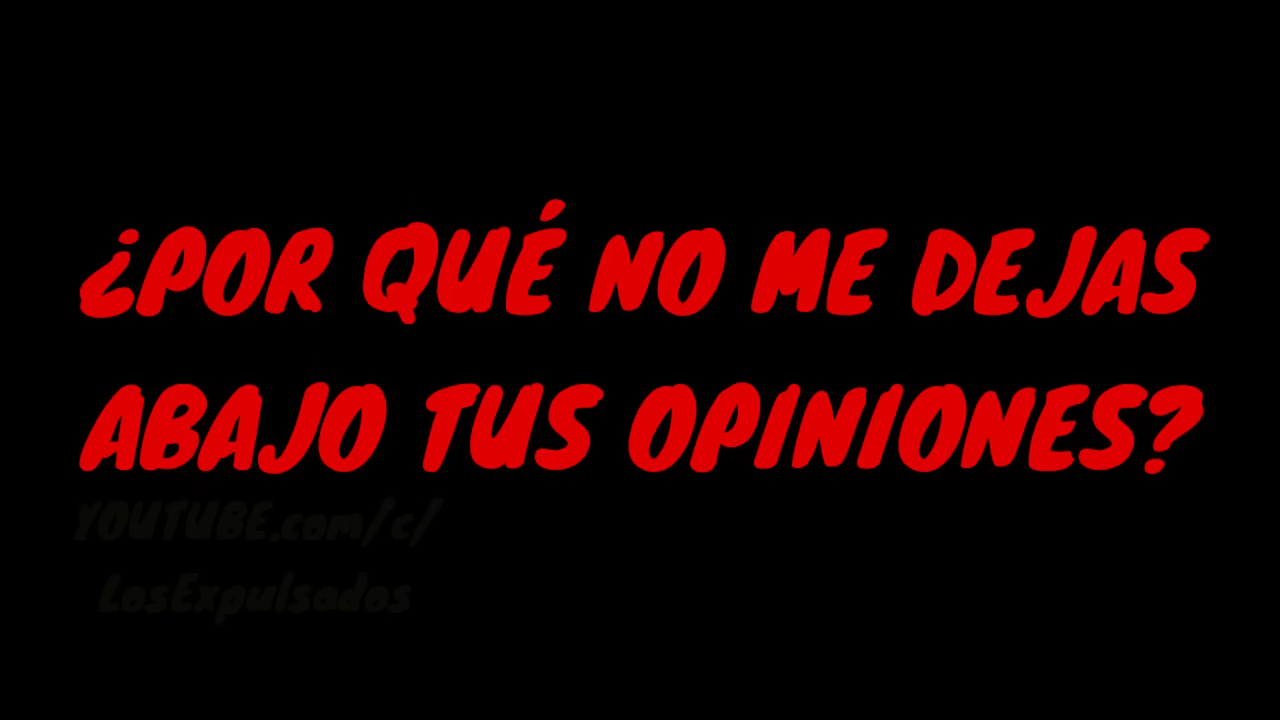 ¿POR QUÉ NO ME DEJAS
ABAJO TUS OPINIONES?
YOUTUBE.com/c/
LosExpulsados